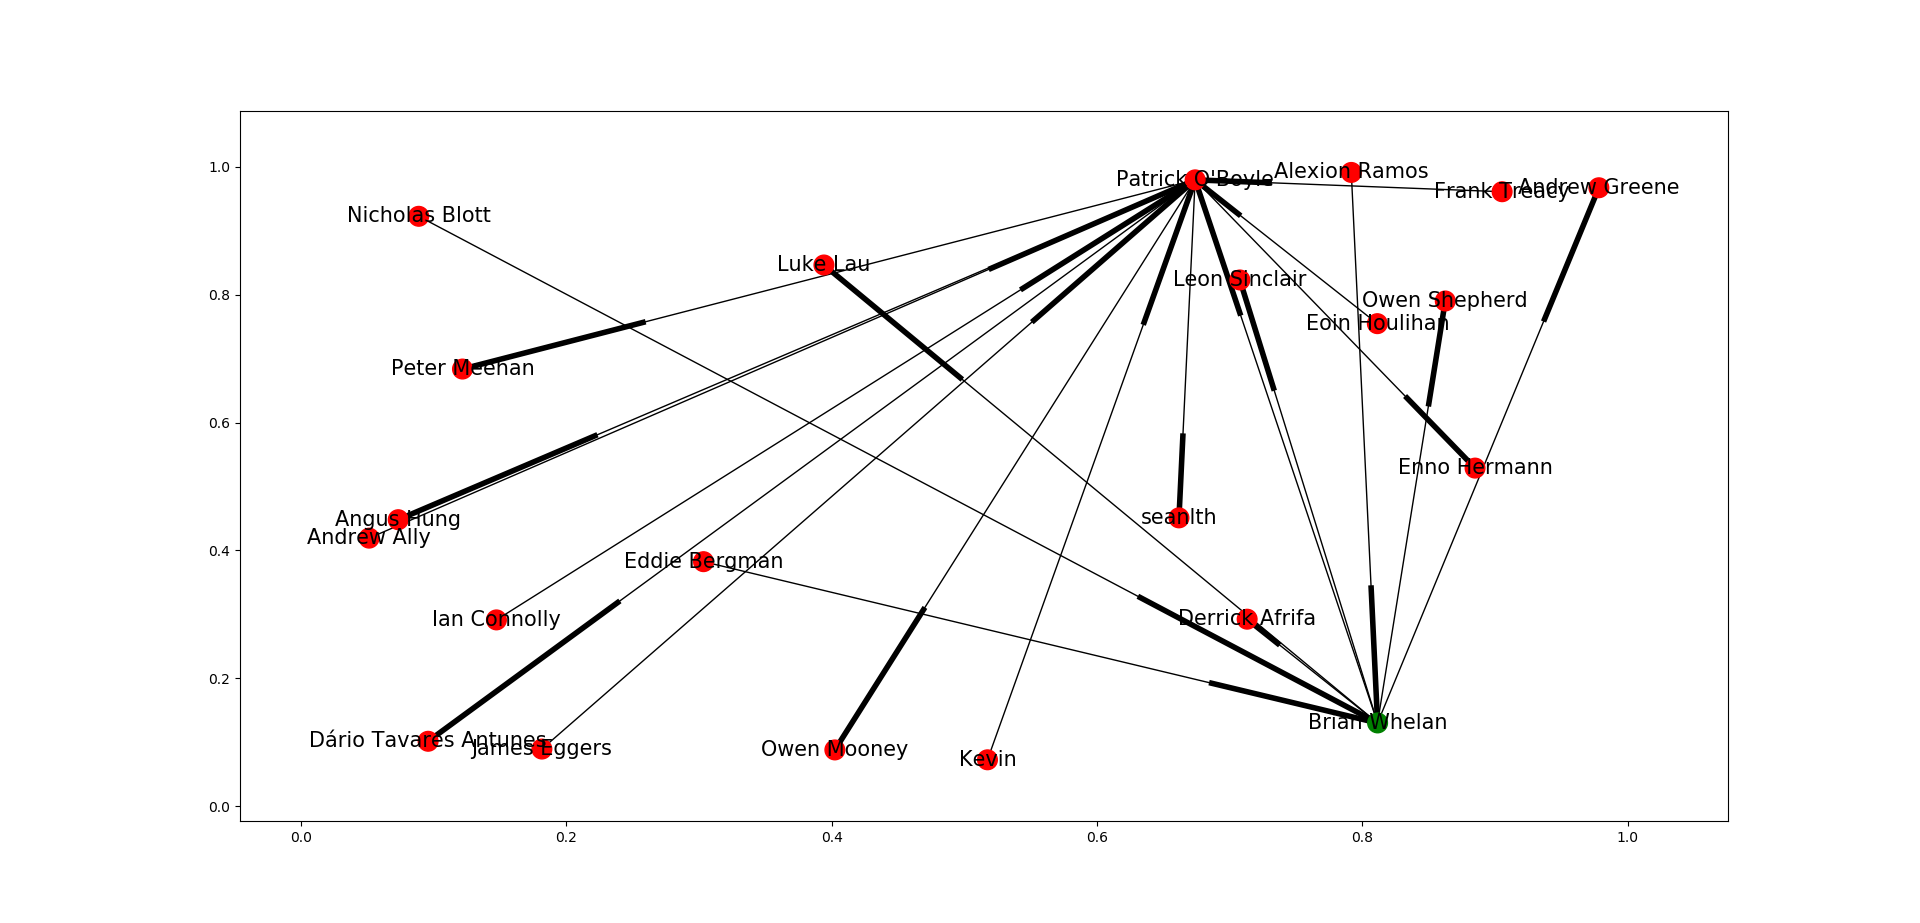 1.0
0.8
0.6
0.4
0.2
0.0
Patrick O'Boyle
Alexion Ramos
Frank Treacy
Andrew Greene
Nicholas Blott
Luke Lau
Leon Sinclair
Owen Shepherd
Eoin Houlihan
Peter Meenan
Enno Hermann
Angus Hung
seanlth
Andrew Ally
Eddie Bergman
Ian Connolly
Derrick Afrifa
Brian Whelan
Dário Tavares Antunes
James Eggers
Owen Mooney
Kevin
0.0 0.2 0.4 0.6 0.8 1.0